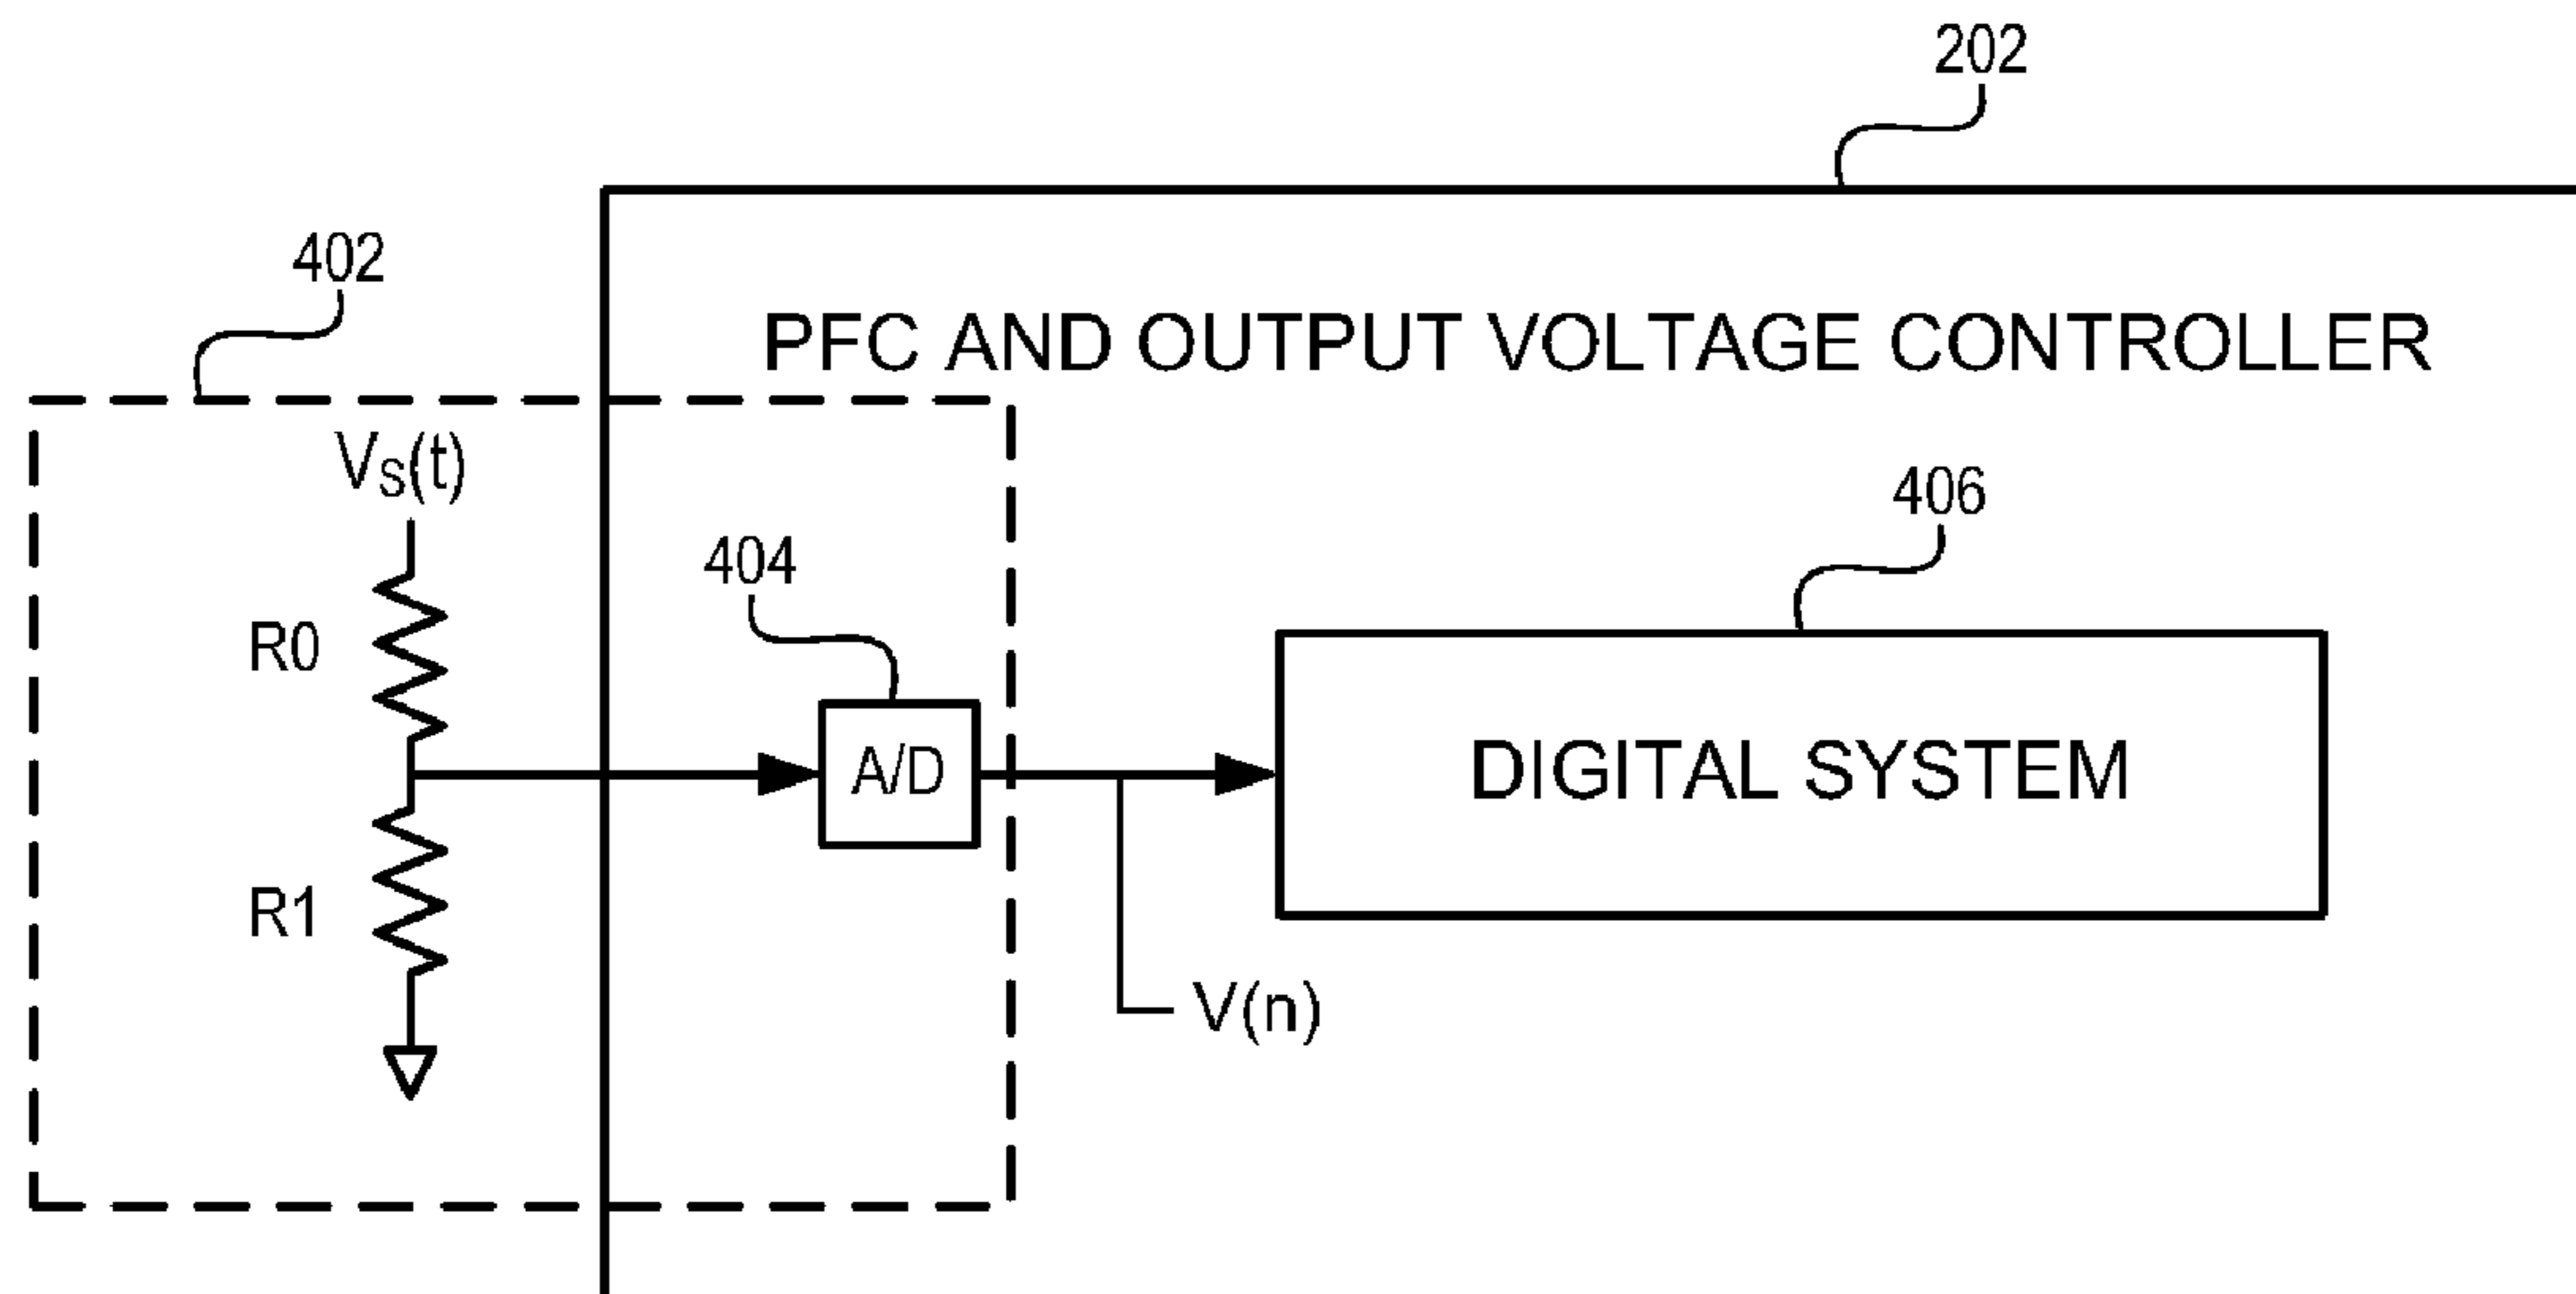 202
402
PFC AND OUTPUT VOLTAGE CONTROLLER
VS(t)
406
404
R0
A/D
DIGITAL SYSTEM
R1
V(n)